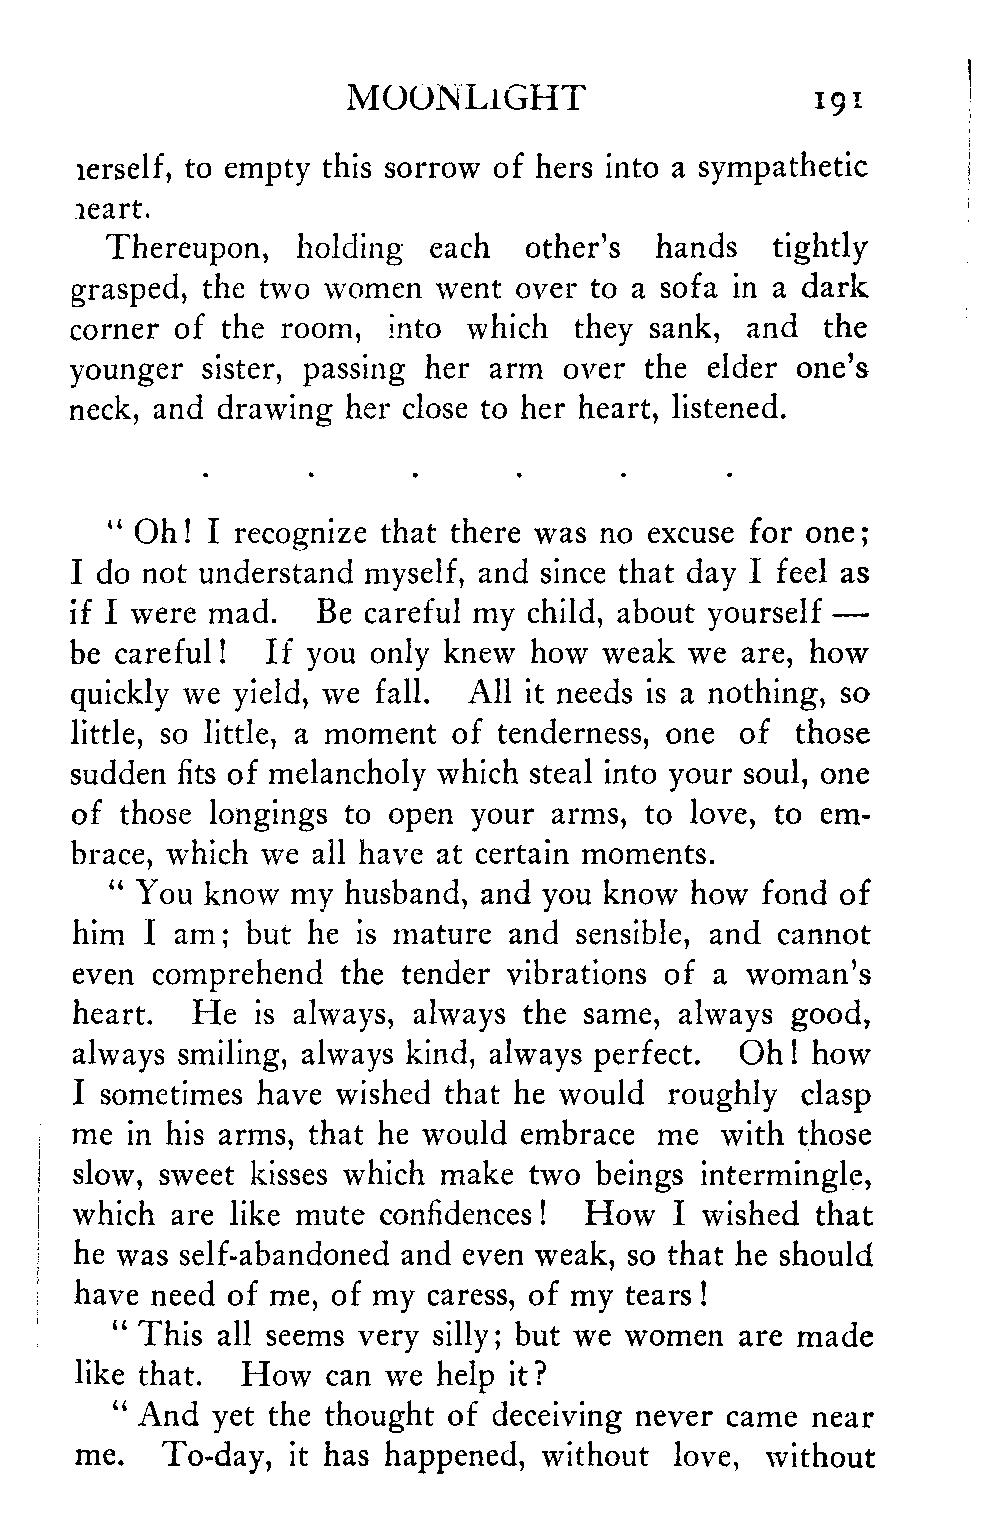 MOONLIGHT 191
herself, to empty this sorrow of hers into a sympathetic
heart.
Thereupon, holding each other's hands tightly
grasped, the two women went over to a sofa in a dark
corner of the room, into which they sank, and the
younger sister, passing her arm over the elder one's
neck, and drawing her close to her heart, listened.
. . . . . .
“ Oh! I recognize that there was no excuse for one;
I do not understand myself, and since that day I feel as
if I were mad. Be careful my child, about yourself —
be careful! If you only knew how weak we are, how
quickly we yield, we fall. All it needs is a nothing, so
little, so little, a moment of tenderness, one of those
sudden fits of melancholy which steal into your soul, one
of those longings to open your arms, to love, to em-
brace, which we all have at certain moments.
“ You know my husband, and you know how fond of
him I am; but he is mature and sensible, and cannot
even comprehend the tender vibrations of a woman's
heart. He is always, always the same, always good,
always smiling, always kind, always perfect. Oh! how
I sometimes have wished that he would roughly clasp
me in his arms, that he would embrace me with those
slow, sweet kisses which make two beings intermingle,
which are like mute confidences! How I wished that
he was self-abandoned and even weak, so that he should
have need of me, of my caress, of my tears!
“ This all seems very silly; but we women are made
like that. How can we help it?
“ And yet the thought of deceiving never came near
me. To-day, it has happened, without love, without